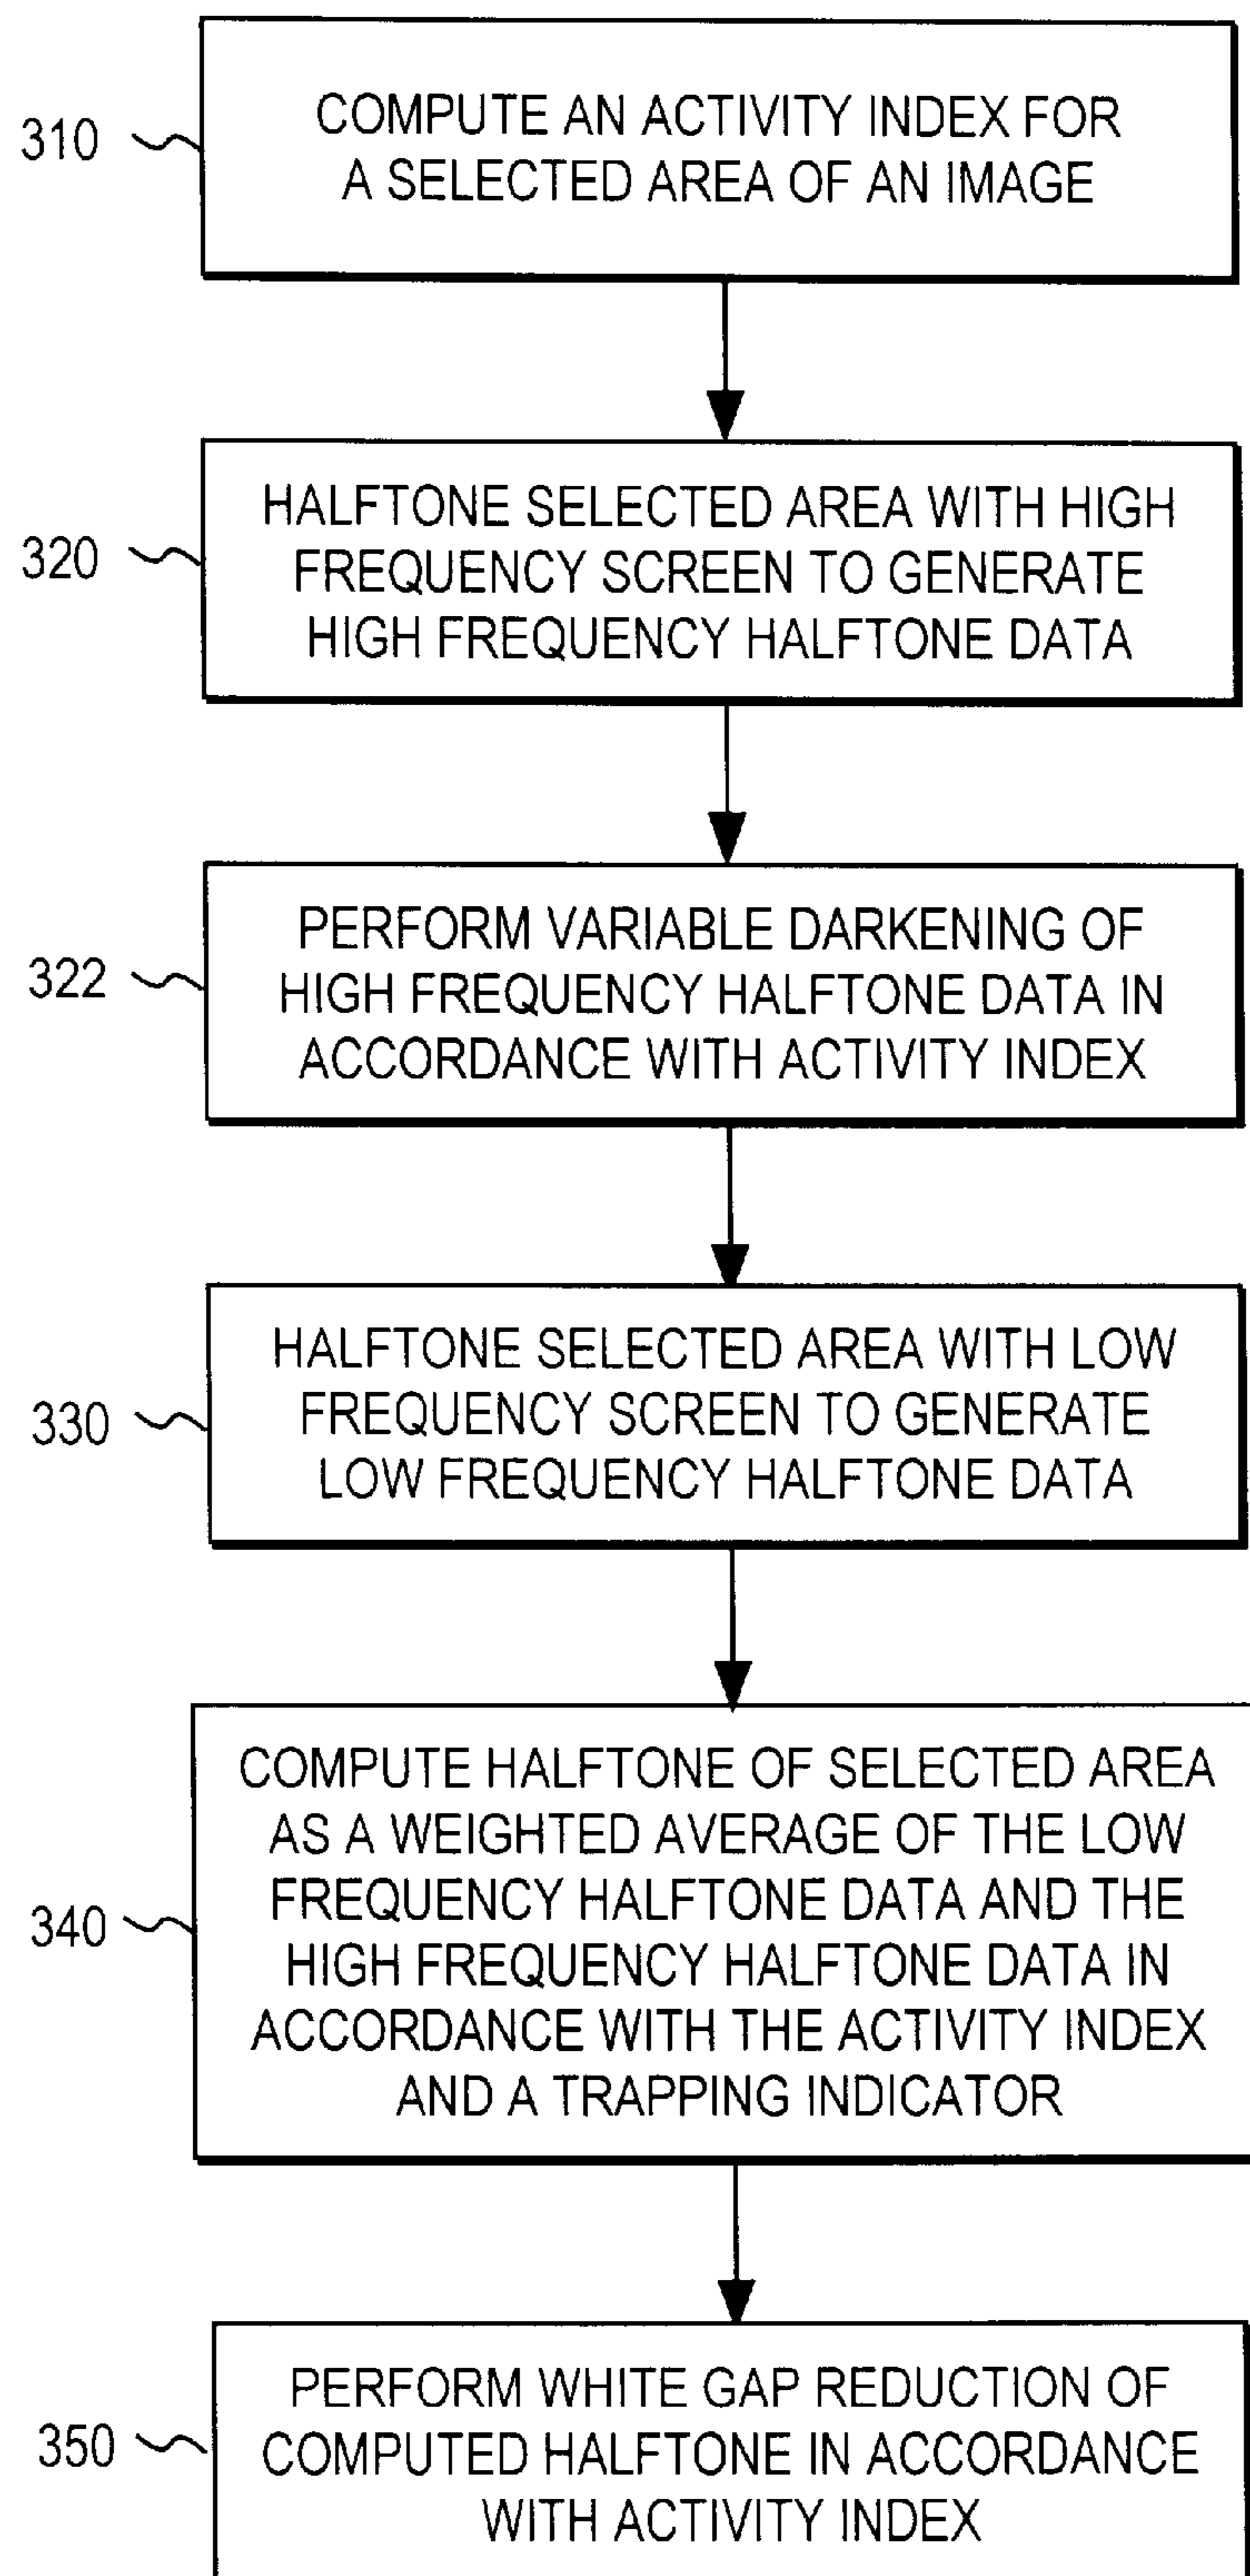 310
COMPUTE AN ACTIVITY INDEX FOR
A SELECTED AREA OF AN IMAGE
320
HALFTONE SELECTED AREA WITH HIGH
FREQUENCY SCREEN TO GENERATE
HIGH FREQUENCY HALFTONE DATA
322
PERFORM VARIABLE DARKENING OF
HIGH FREQUENCY HALFTONE DATA IN
ACCORDANCE WITH ACTIVITY INDEX
330
HALFTONE SELECTED AREA WITH LOW
FREQUENCY SCREEN TO GENERATE
LOW FREQUENCY HALFTONE DATA
340
COMPUTE HALFTONE OF SELECTED AREA
AS A WEIGHTED AVERAGE OF THE LOW
FREQUENCY HALFTONE DATA AND THE
HIGH FREQUENCY HALFTONE DATA IN
ACCORDANCE WITH THE ACTIVITY INDEX
AND A TRAPPING INDICATOR
350
PERFORM WHITE GAP REDUCTION OF
COMPUTED HALFTONE IN ACCORDANCE
WITH ACTIVITY INDEX